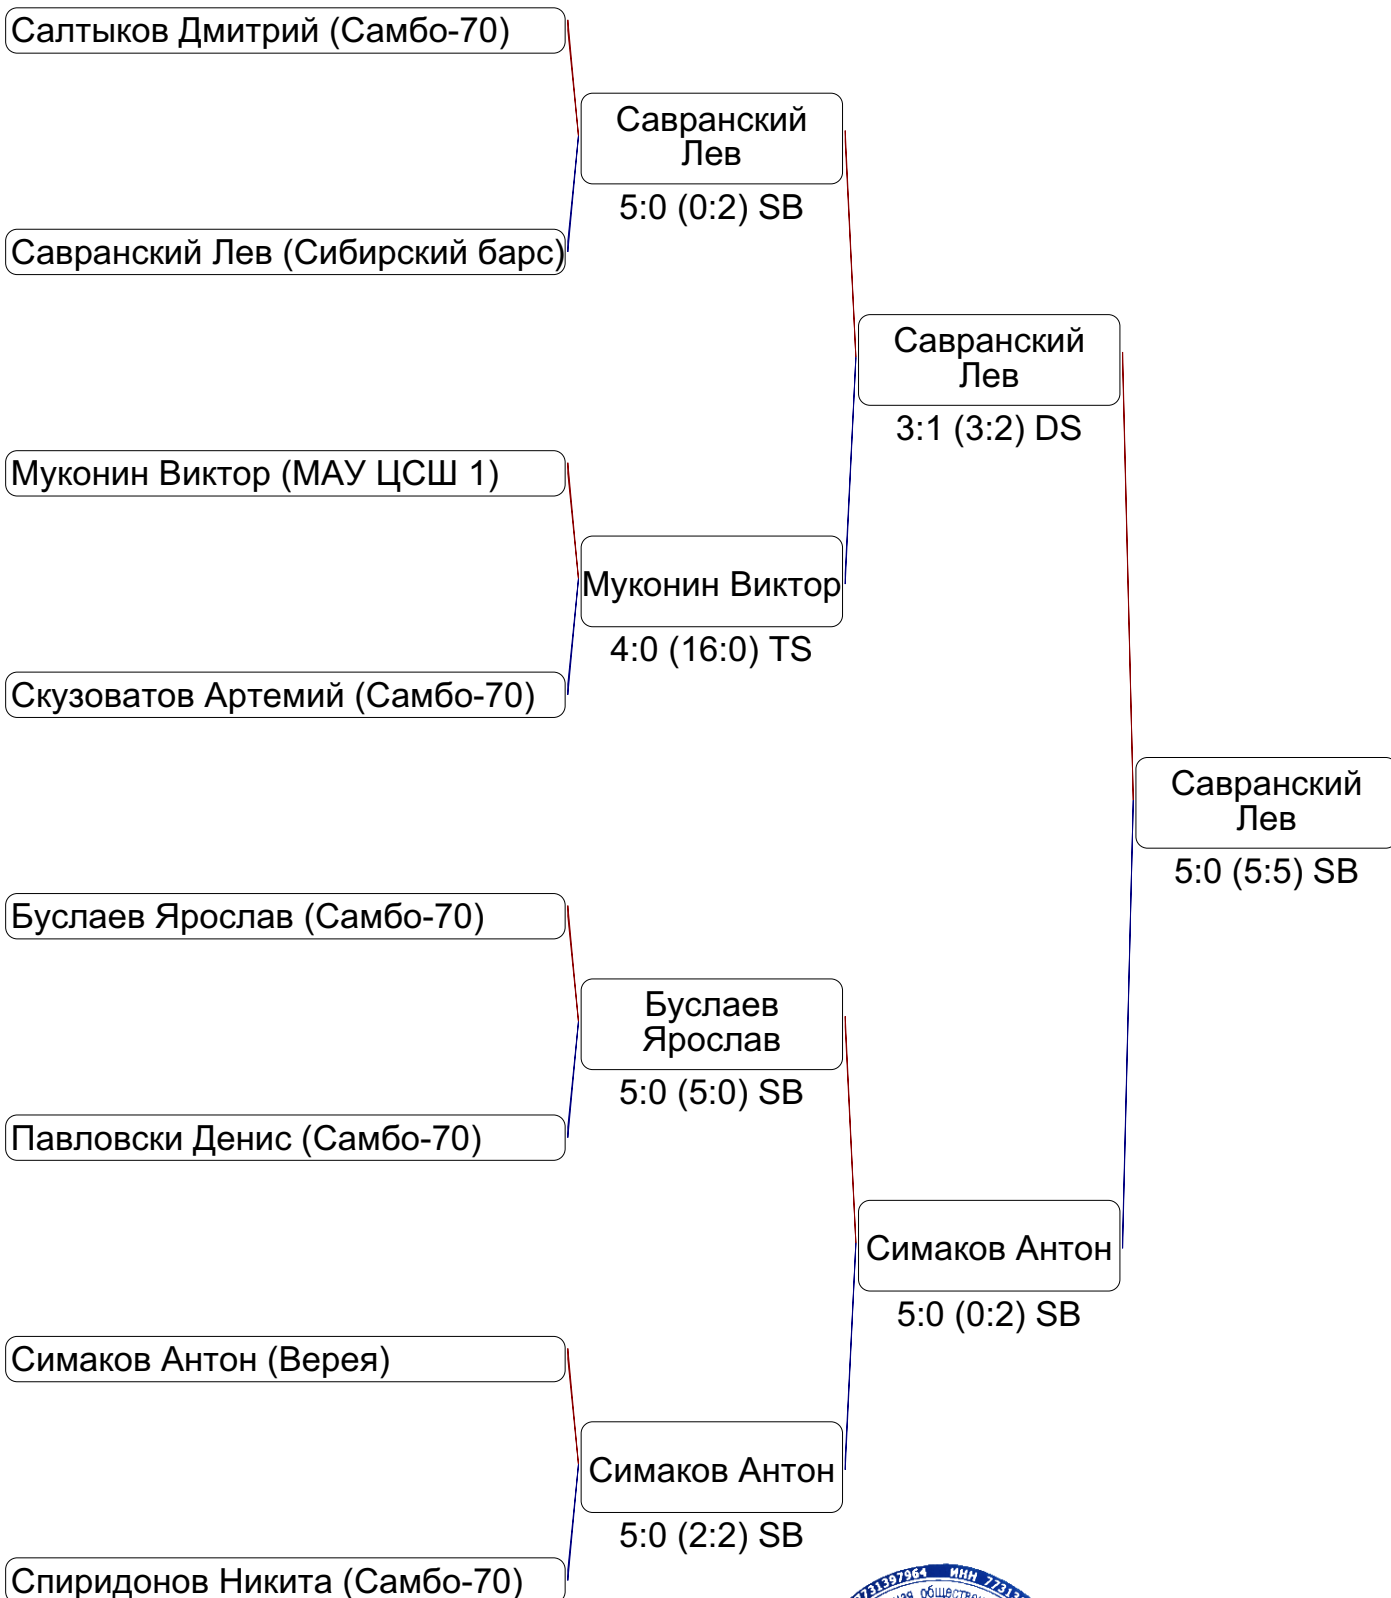 Салтыков Дмитрий (Самбо-70)
Савранский
Лев
5:0 (0:2) SB
Савранский Лев (Сибирский барс)
Савранский
Лев
3:1 (3:2) DS
Муконин Виктор (МАУ ЦСШ 1)
Муконин Виктор
4:0 (16:0) TS
Скузоватов Артемий (Самбо-70)
Савранский
Лев
5:0 (5:5) SB
Буслаев Ярослав (Самбо-70)
Буслаев
Ярослав
5:0 (5:0) SB
Павловски Денис (Самбо-70)
Симаков Антон
5:0 (0:2) SB
Симаков Антон (Верея)
Симаков Антон
5:0 (2:2) SB
Спиридонов Никита (Самбо-70)
ИНН